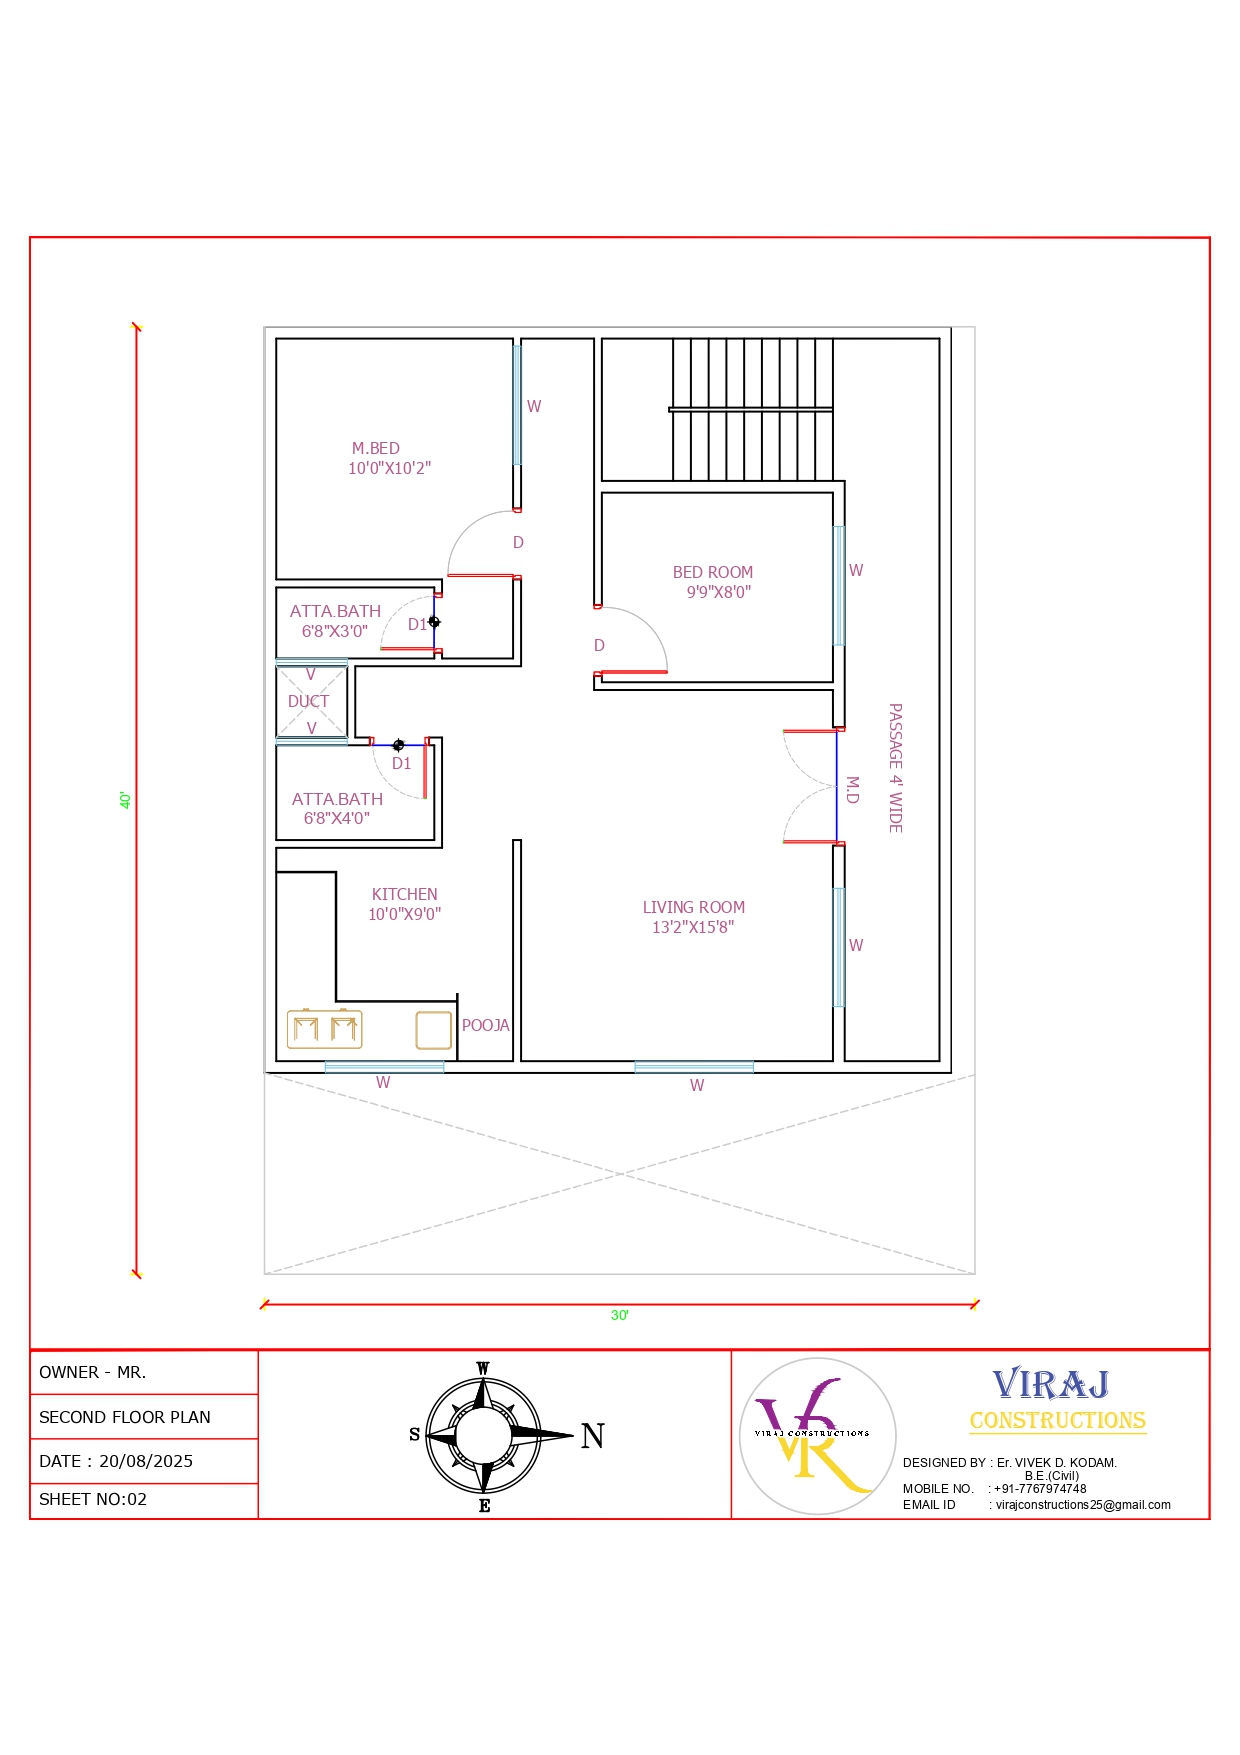 W
M.BED
10'0"X10'2"
D
BED ROOM
9'9"X8'0"
W
ATTA.BATH
6'8"X3'0"
D1
D
V
DUCT
V
PASSAGE 4' WIDE
D1
M.D
ATTA.BATH
6'8"X4'0"
40'
KITCHEN
10'0"X9'0"
LIVING ROOM
13'2"X15'8"
W
POOJA
W
W
30'
OWNER - MR.
SECOND FLOOR PLAN
DATE : 20/08/2025
SHEET NO:02
W
S
N
E
VR
VIRAJ CONSTRUCTIONS
VR
VIRAJ
CONSTRUCTIONS
DESIGNED BY : Er. VIVEK D. KODAM.
B.E.(Civil)
MOBILE NO. : +91-7767974748
EMAIL ID : virajconstructions25@gmail.com